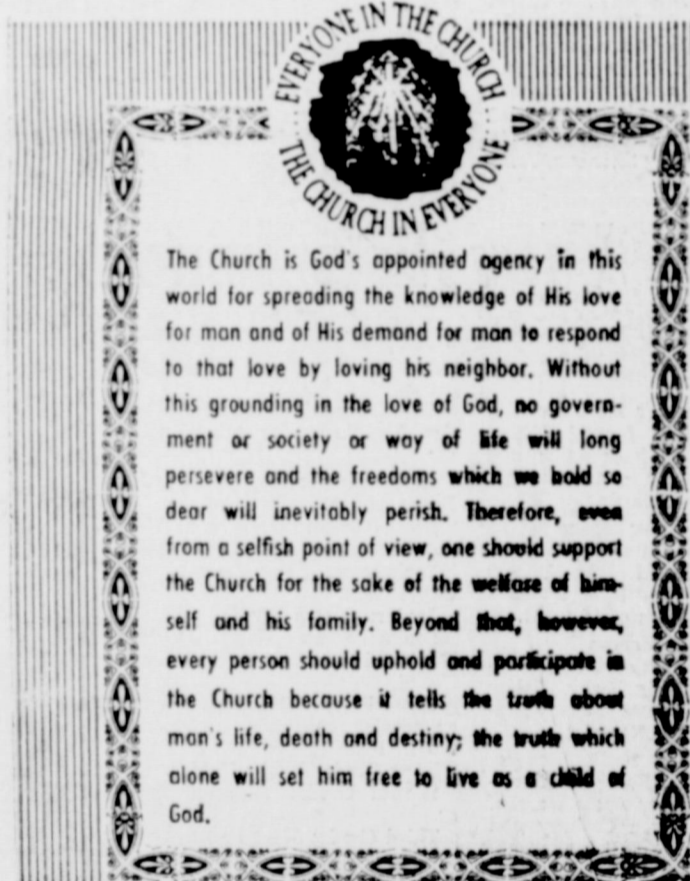 EVERYONE IN THE CHURCH
THE CHURCH IN EVERYONE
The Church is God's appointed agency in this
world for spreading the knowledge of His love
for man and of His demand for man to respond
to that love by loving his neighbor. Without
this grounding in the love of God, no govern-
ment or society or way of life will long
persevere and the freedoms which we hold so
dear will inevitably perish. Therefore, even
from a selfish point of view, one should support
the Church for the sake of the welfare of him-
self and his family. Beyond that, however,
every person should uphold and participate in
the Church because it tells the truth about
man's life, death and destiny; the truth which
alone will set him free to live as a child of
God.